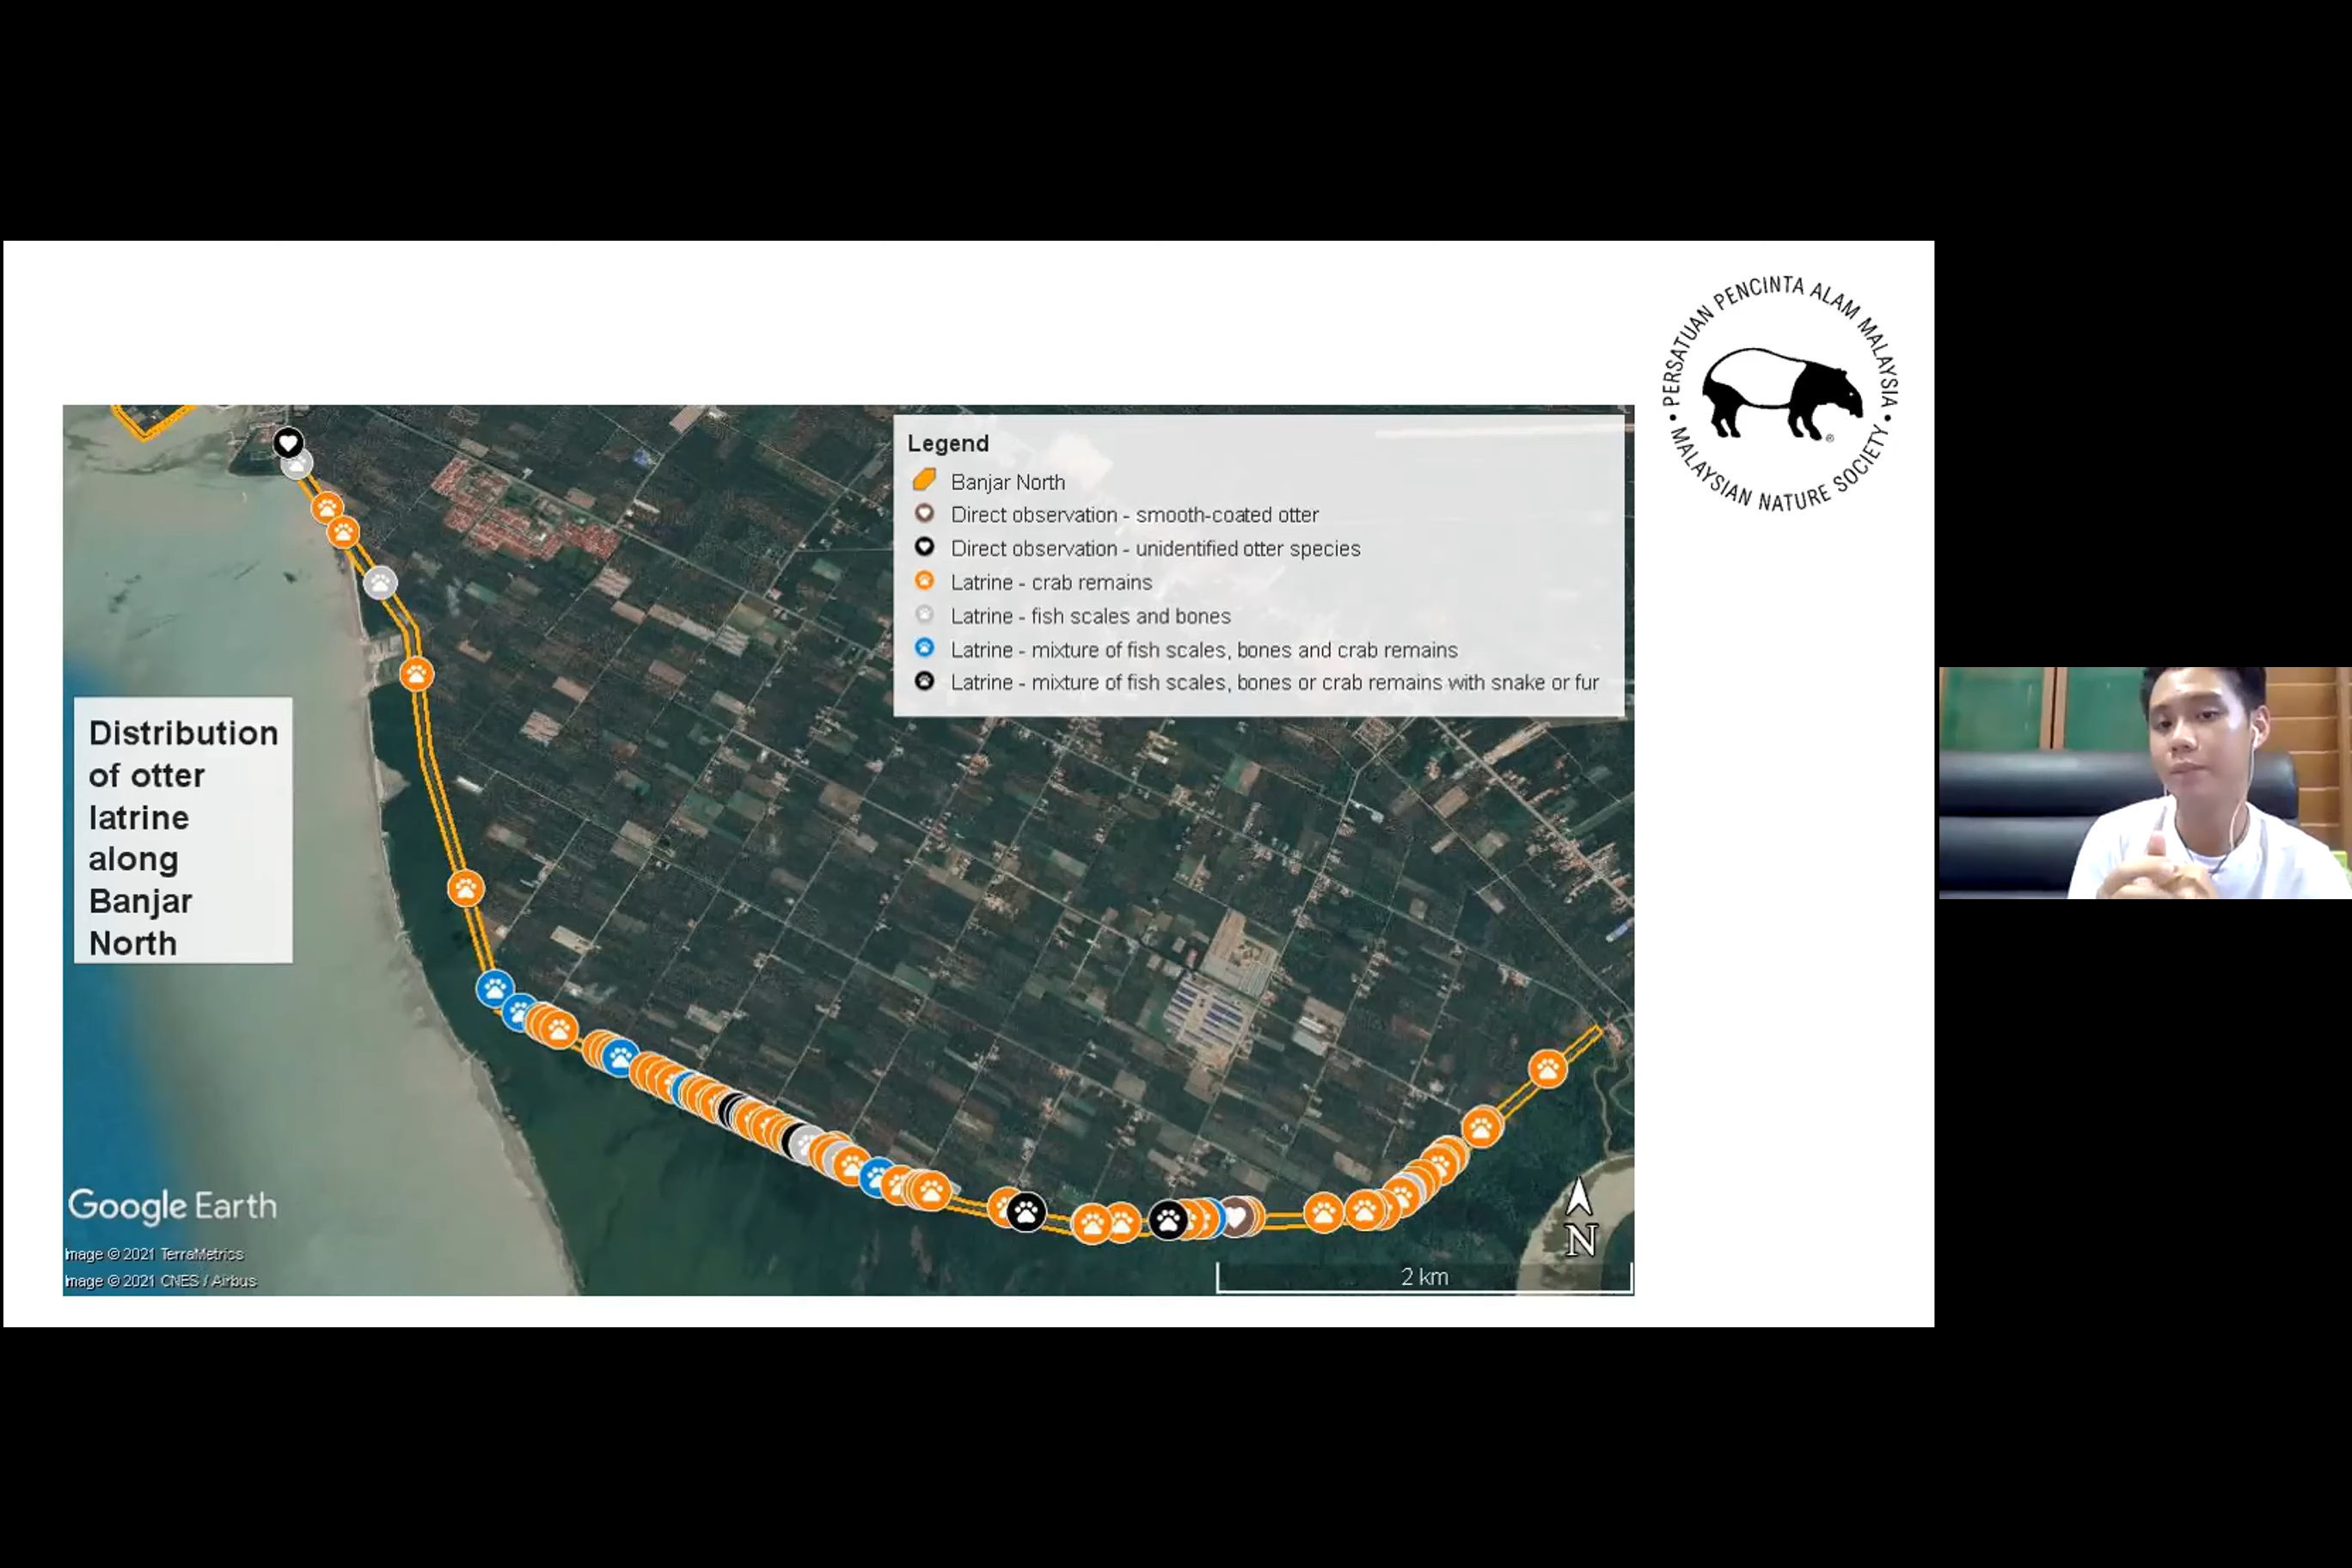 PERSATUAN PENCINTA ALAM MALAYSIA
MALAYSIAN NATURE SOCIETY
®
Legend
Banjar North
Direct observation - smooth-coated otter
Direct observation - unidentified otter species
Latrine - crab remains
Latrine - fish scales and bones
Latrine - mixture of fish scales, bones and crab remains
Latrine - mixture of fish scales, bones or crab remains with snake or fur
Distribution
of otter
latrine
along
Banjar
North
Google Earth
Image © 2021 TerraMetrics
Image © 2021 CNES / Airbus
N
2 km